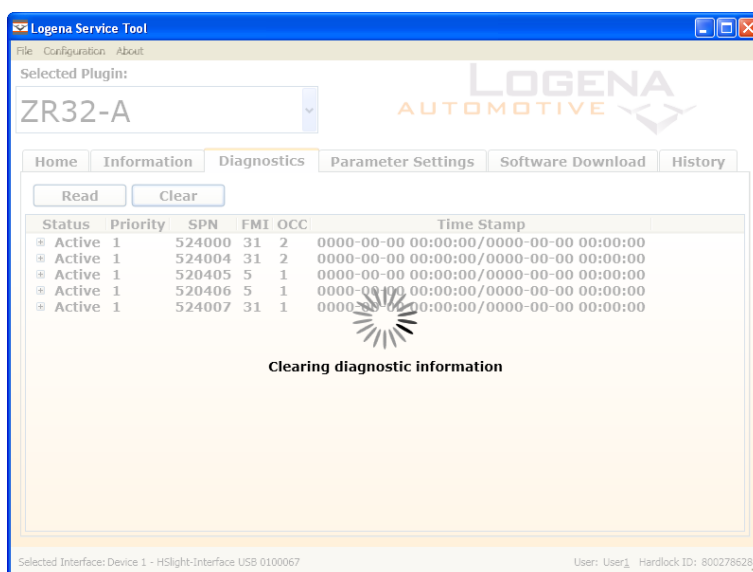 Logena Service Tool
File Configuration About
Selected Plugin:
LOGENA
AUTOMOTIVE
ZR32-A
Home Information Diagnostics Parameter Settings Software Download History
Read Clear
Status Priority SPN FMI OCC Time Stamp
Active 1 524000 31 2 0000-00-00 00:00:00/0000-00-00 00:00:00
Active 1 524004 31 2 0000-00-00 00:00:00/0000-00-00 00:00:00
Active 1 520405 5 1 0000-00-00 00:00:00/0000-00-00 00:00:00
Active 1 520406 5 1 0000-00-00 00:00:00/0000-00-00 00:00:00
Active 1 524007 31 1 0000-00-00 00:00:00/0000-00-00 00:00:00
Clearing diagnostic information
Selected Interface: Device 1 - HSlight-Interface USB 0100067 User: User1 Hardlock ID: 800278628